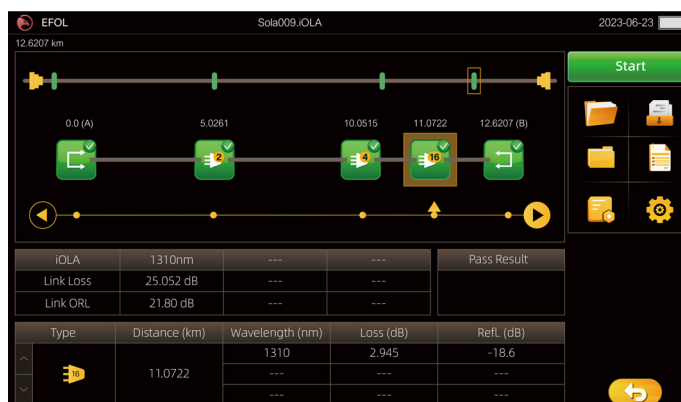 EFOL Sola009.iOLA 2023-06-23
12.6207 km
Start
0.0 (A) 5.0261 10.0515 11.0722 12.6207 (B)
2 4 16
iOLA 1310nm --- --- Pass Result
Link Loss 25.052 dB --- ---
Link ORL 21.80 dB --- ---
Type Distance (km) Wavelength (nm) Loss (dB) Refl. (dB)
1310 2.945 -18.6
16 11.0722 --- --- ---
--- --- ---